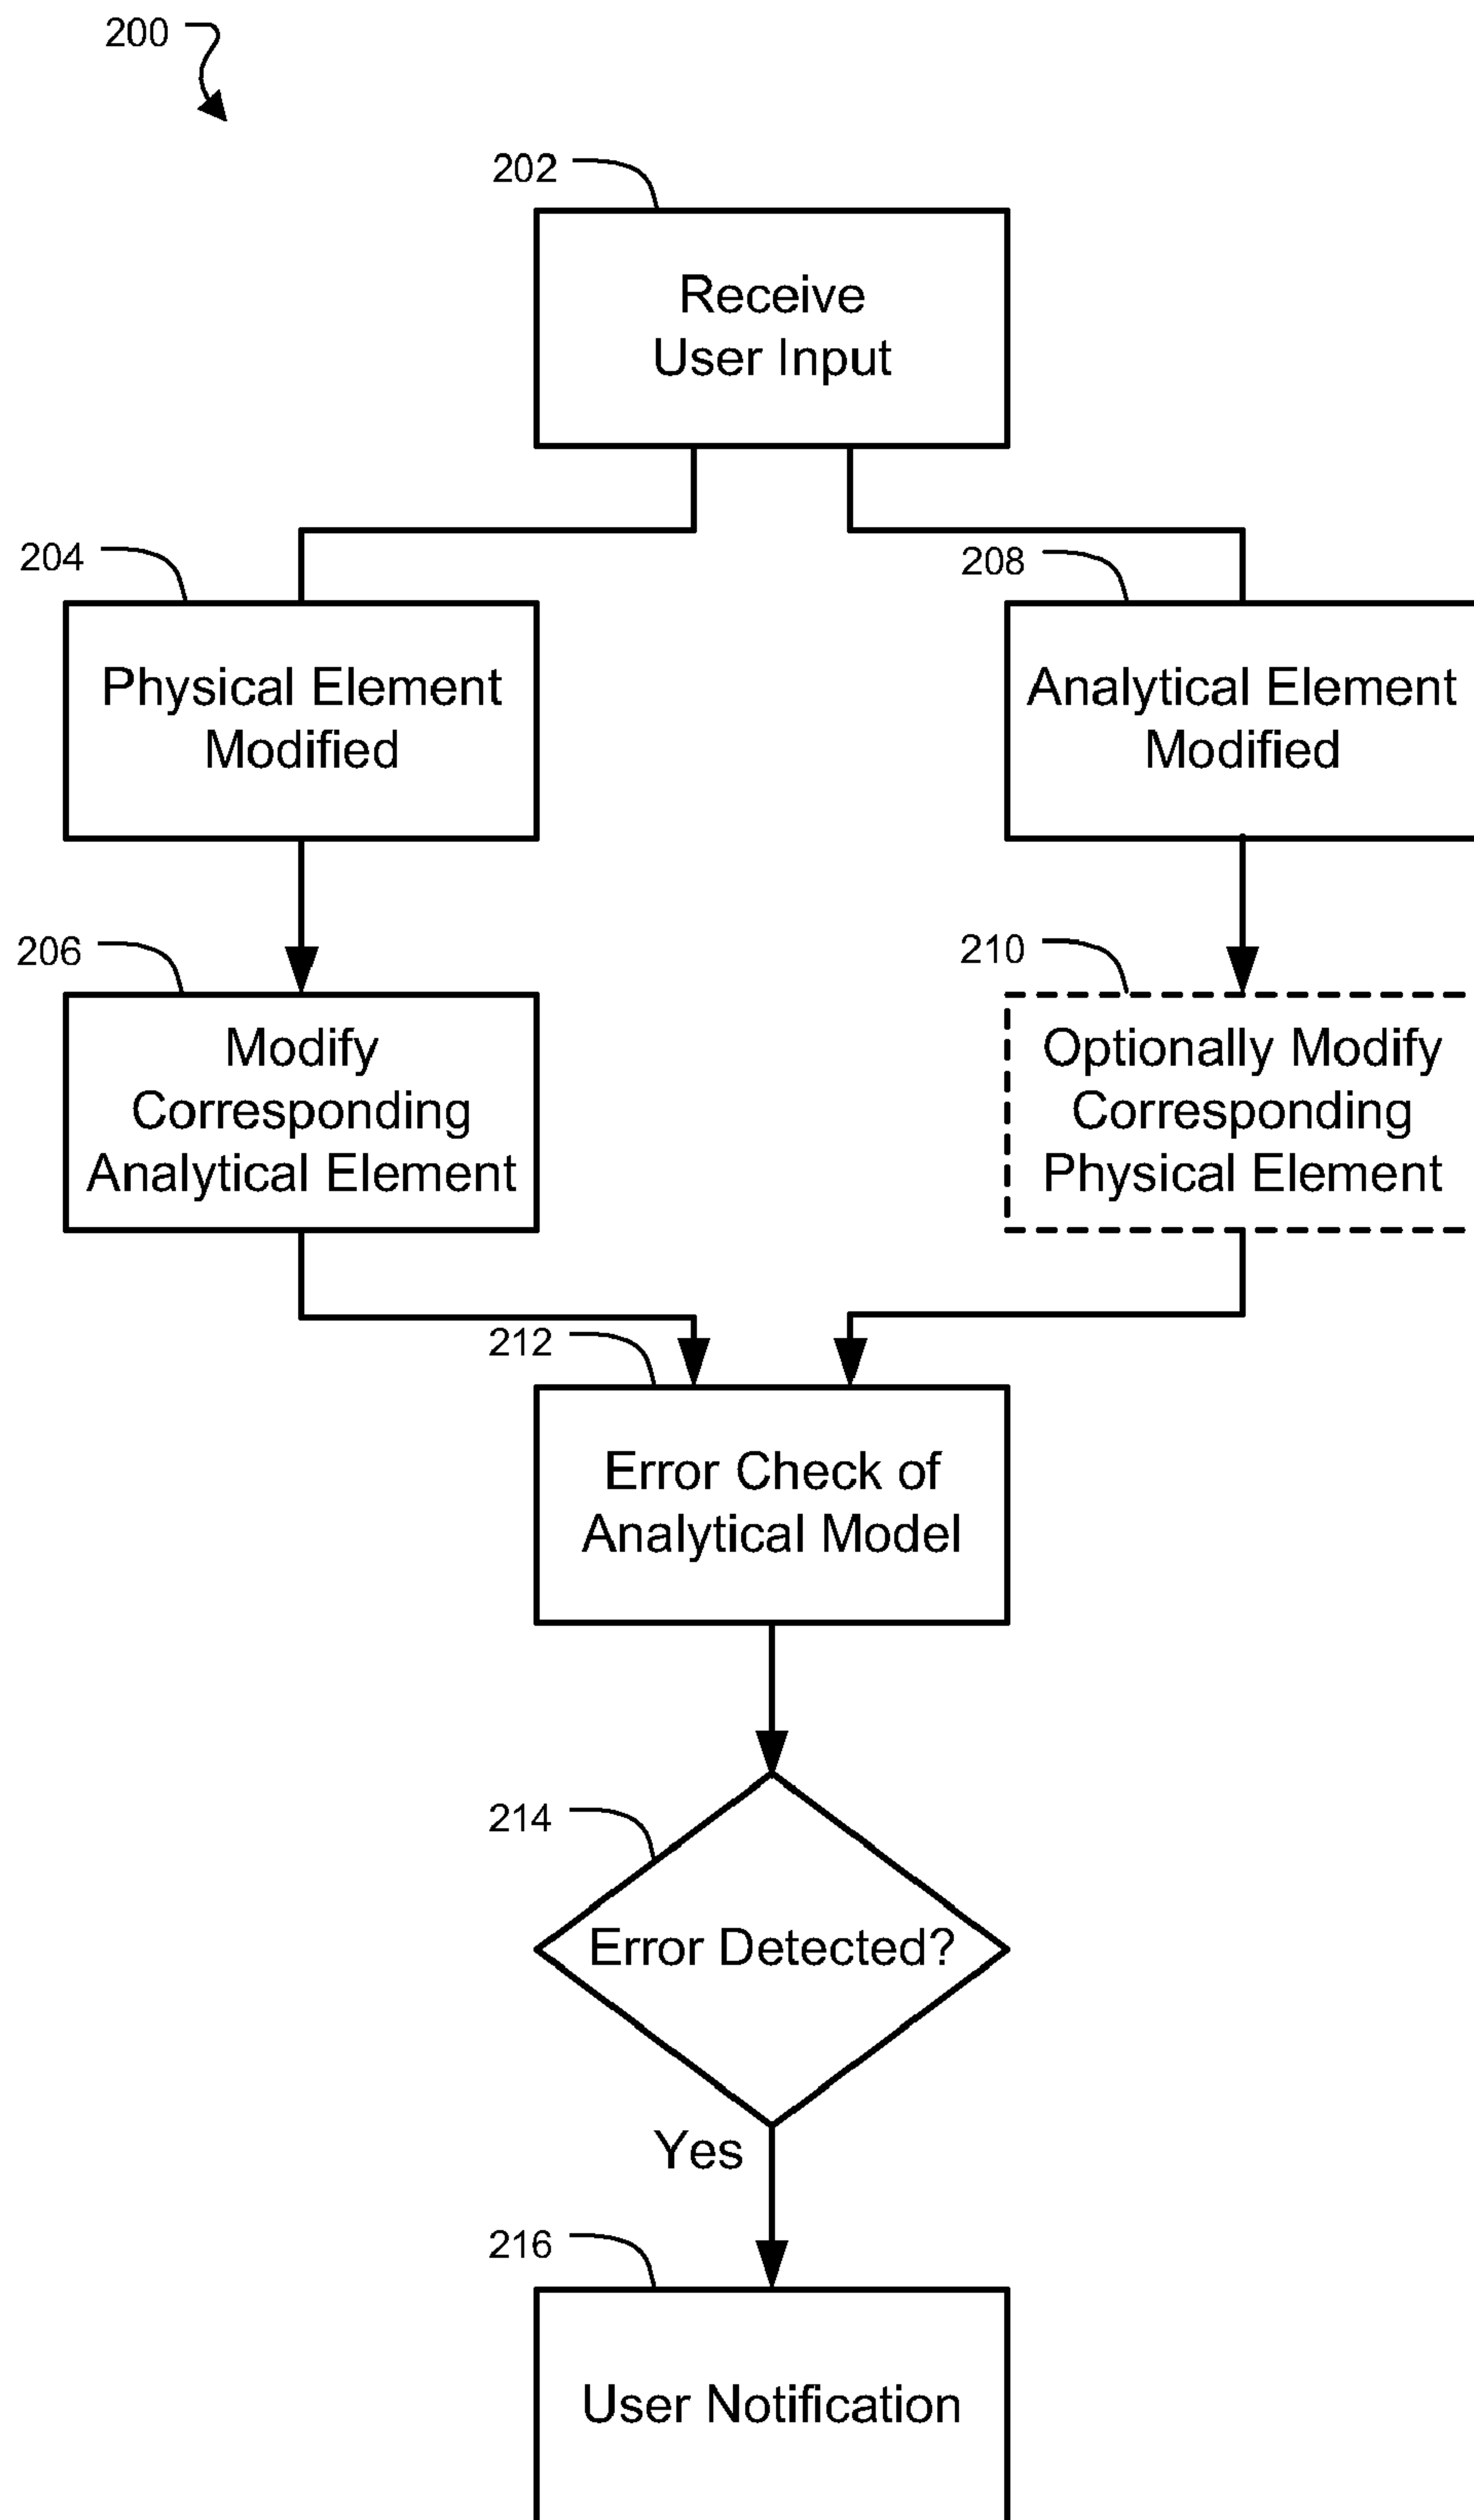 200
202
Receive
User Input
204
Physical Element
Modified
208
Analytical Element
Modified
206
Modify
Corresponding
Analytical Element
210
Optionally Modify
Corresponding
Physical Element
212
Error Check of
Analytical Model
214
Error Detected?
Yes
216
User Notification